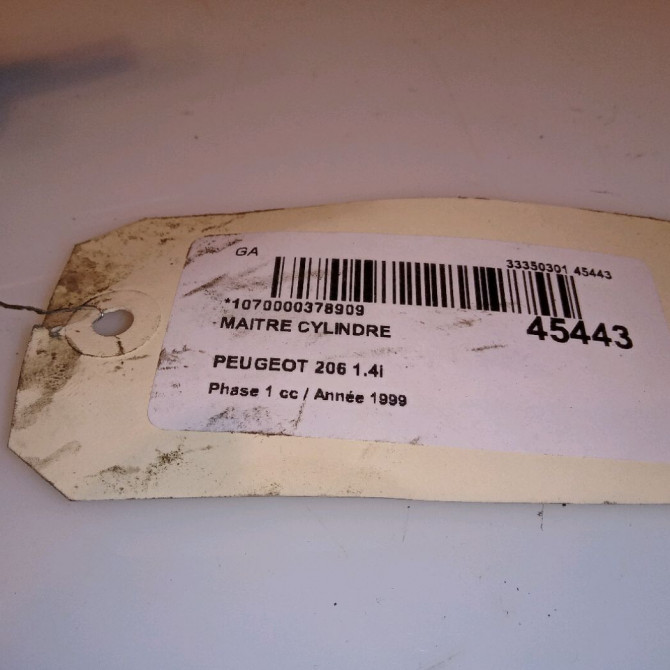 GA
33350301 45443
*1070000378909
MAITRE CYLINDRE
45443
PEUGEOT 206 1.4i
Phase 1 cc / Année 1999